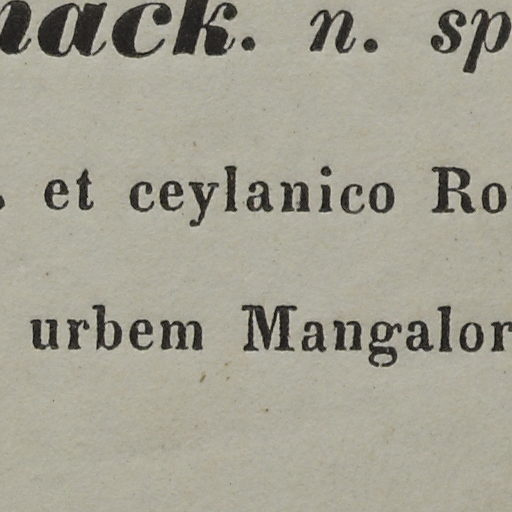 nack. n. sp
. et ceylanico Ro
urbem Mangalor